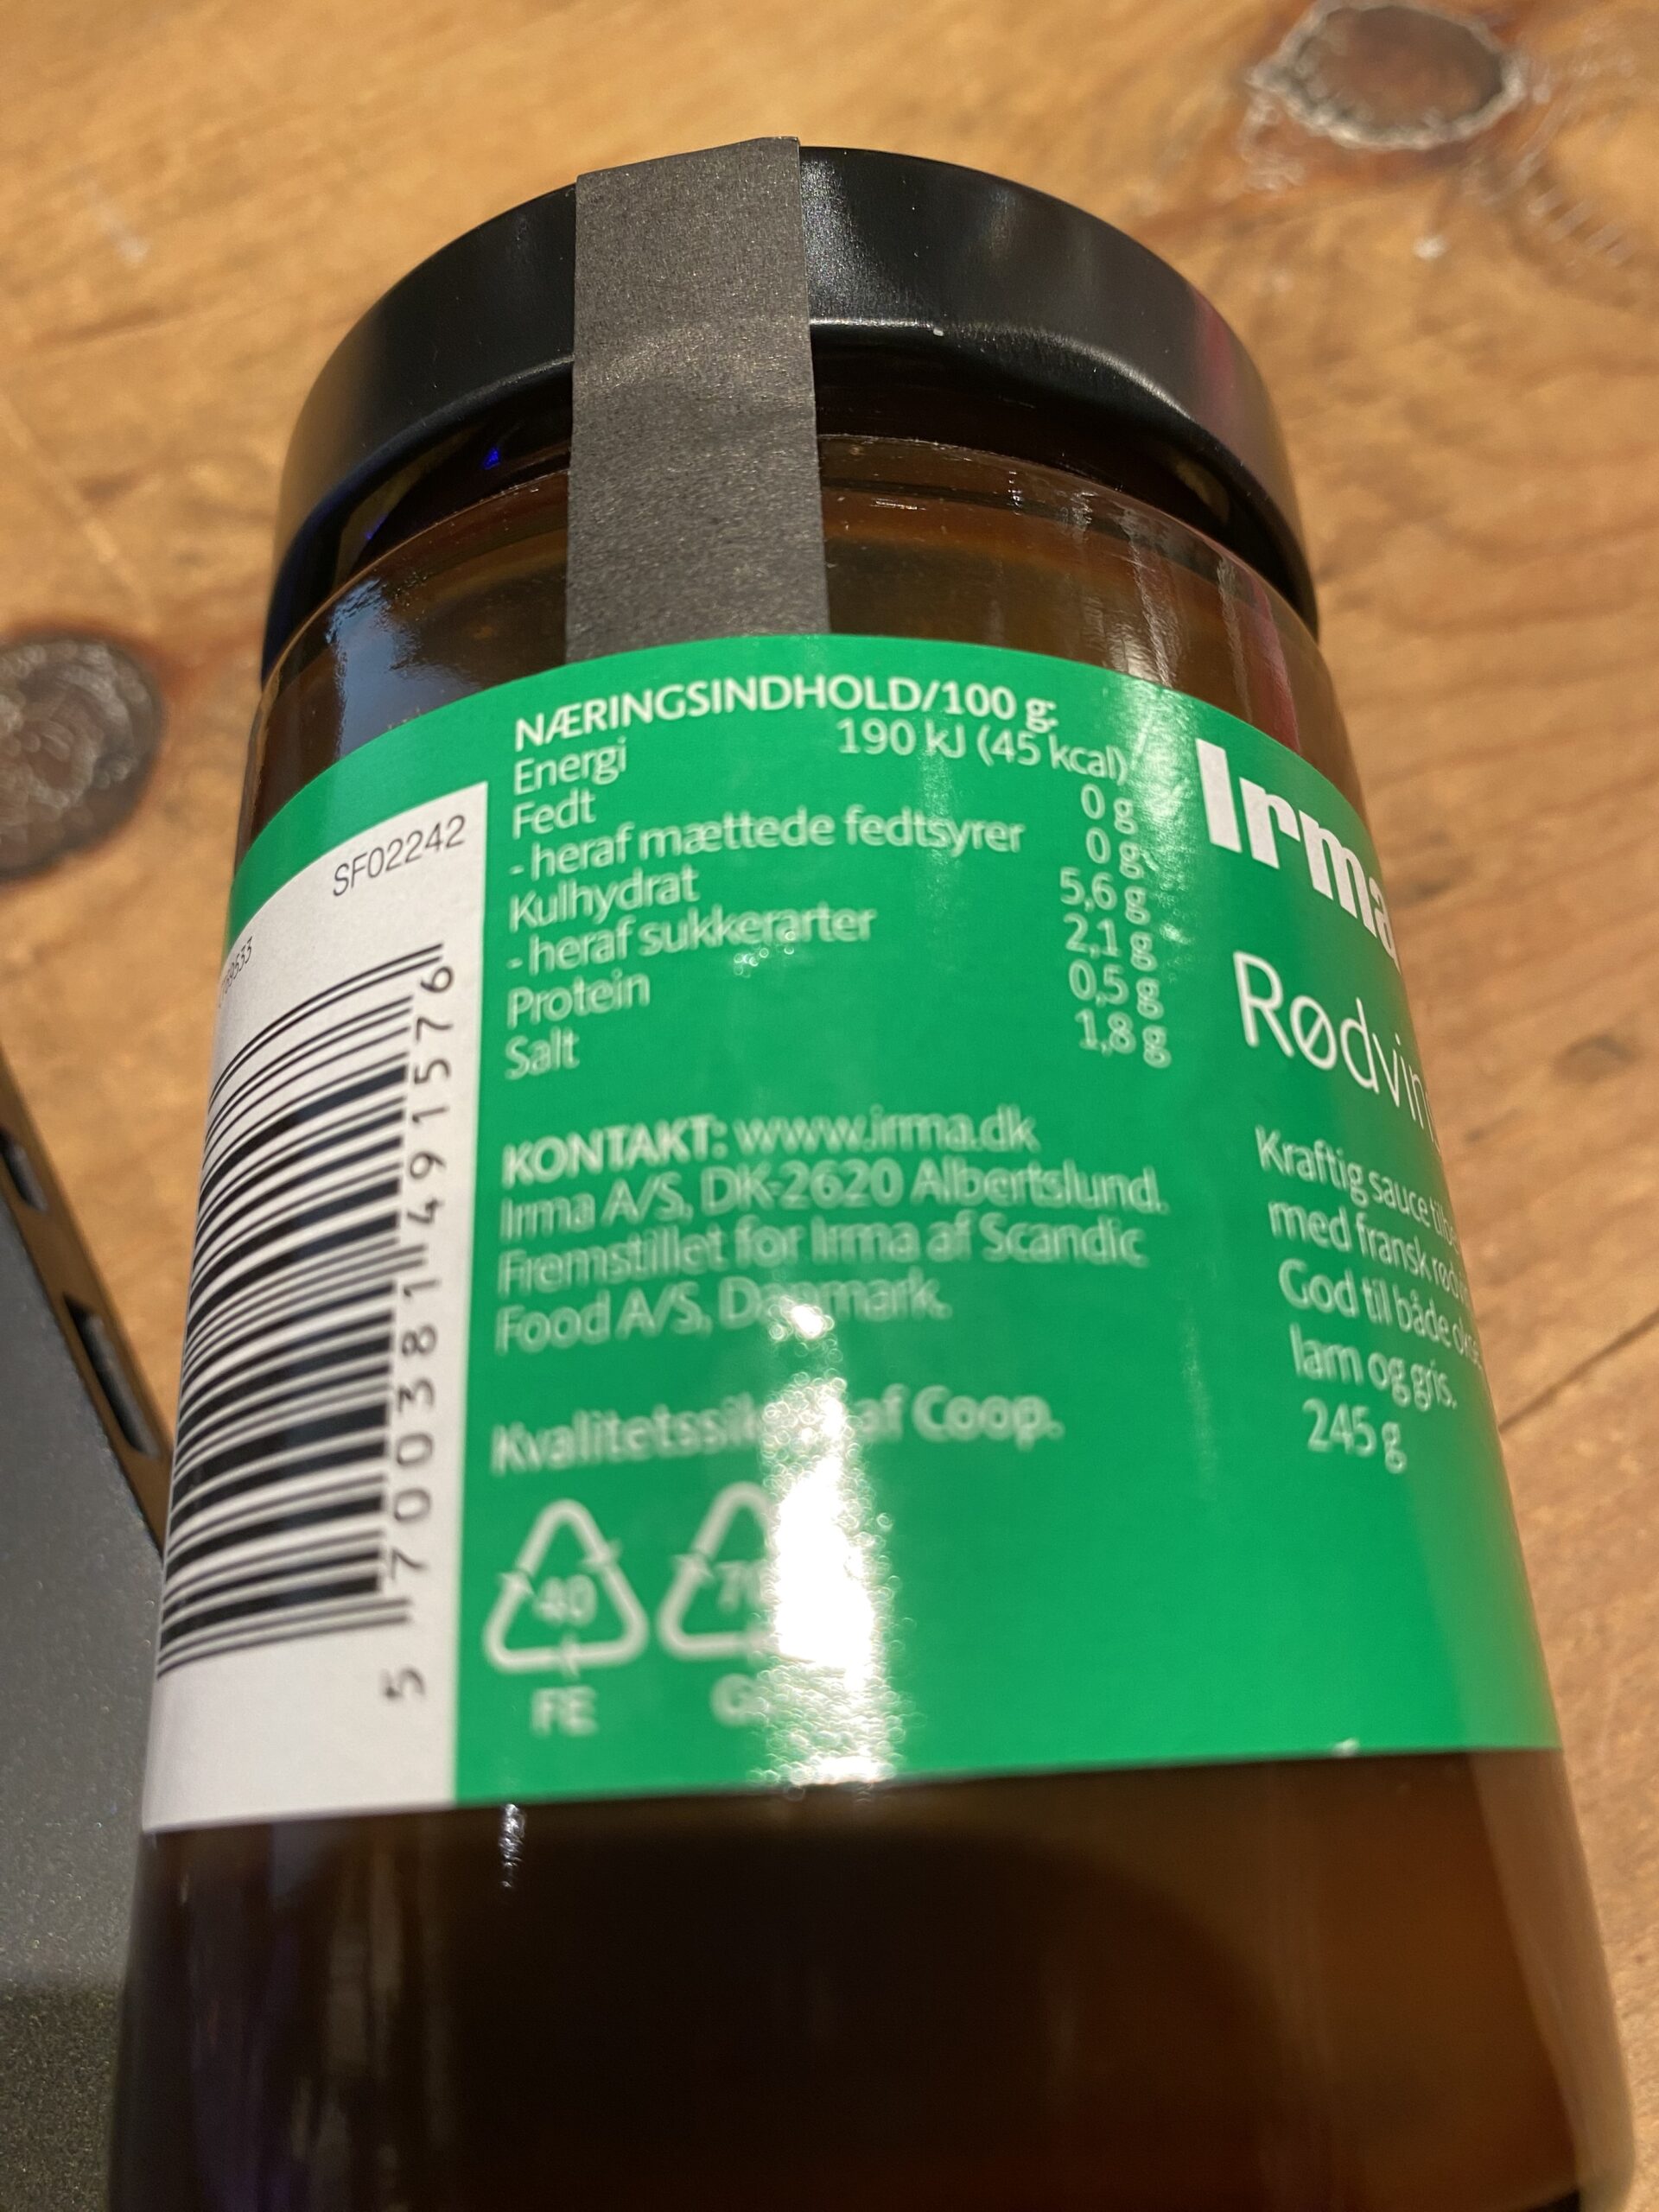 NÆRINGSINDHOLD/100 g:
Energi 190 kJ (45 kcal)
Fedt 0 g
- heraf mættede fedtsyrer 0 g
Kulhydrat 5,6 g
- heraf sukkerarter 2,1 g
Protein 0,5 g
Salt 1,8 g
KONTAKT: www.irma.dk
Irma A/S, DK-2620 Albertslund.
Fremstillet for Irma af Scandic
Food A/S, Danmark.
af Coop.
40
FE
SF02242
5 700381 491576
Irma
Kraftig sauce
med fransk
God til både
lam og gris.
245 g